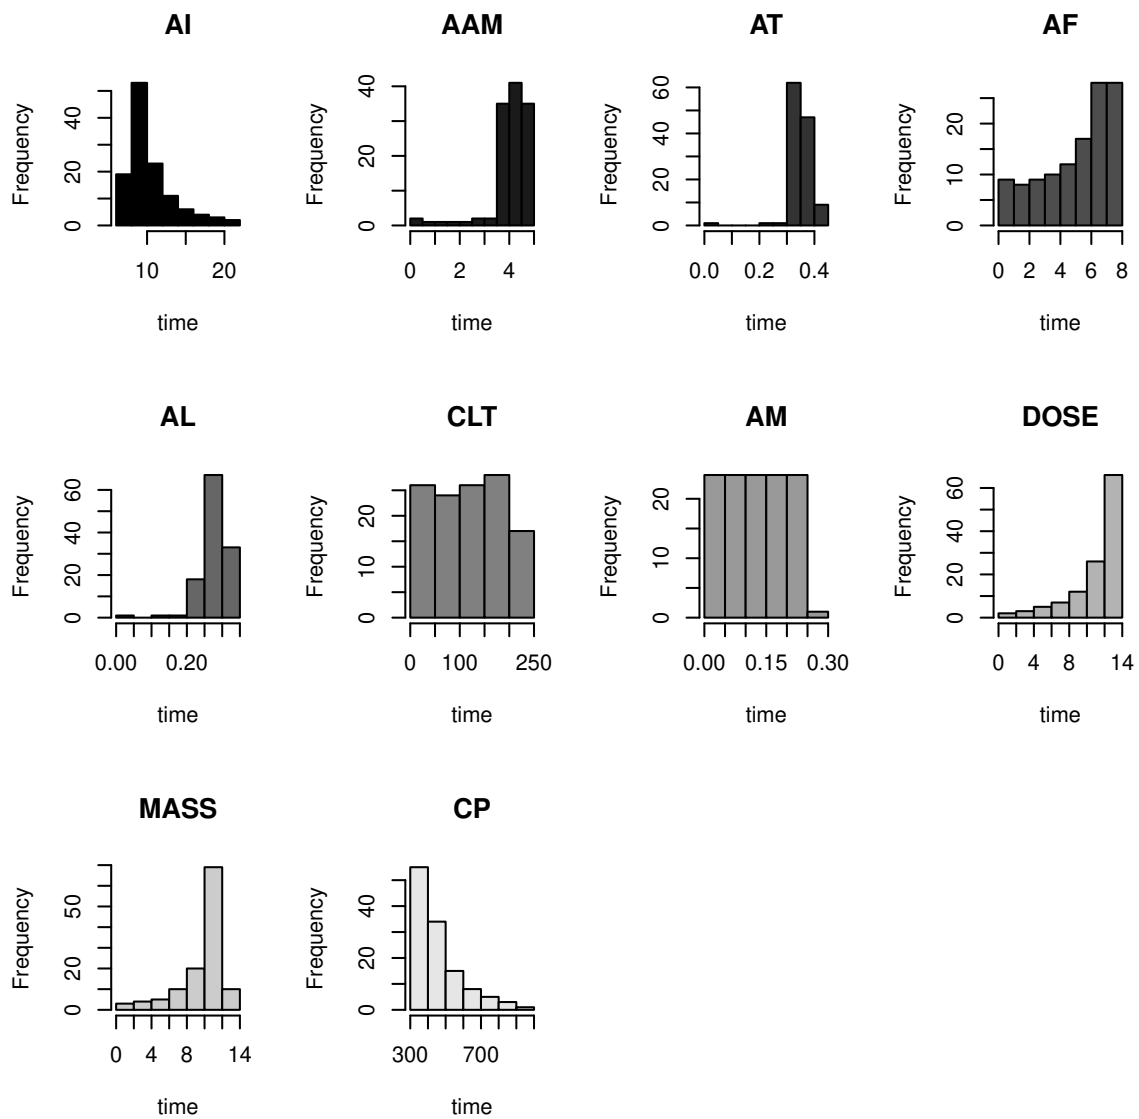 AI AAM AT AF
Frequency 0 20 40 Frequency 0 20 40 Frequency 0 20 40 60 Frequency 0 10 20
10 20 0 2 4 0.0 0.2 0.4 0 2 4 6 8
time time time time
AL CLT AM DOSE
Frequency 0 20 40 60 Frequency 0 10 20 Frequency 0 10 20 Frequency 0 20 40 60
0.00 0.20 0 100 250 0.00 0.15 0.30 0 4 8 14
time time time time
MASS CP
Frequency 0 20 50 Frequency 0 20 40
0 4 8 14 300 700
time time